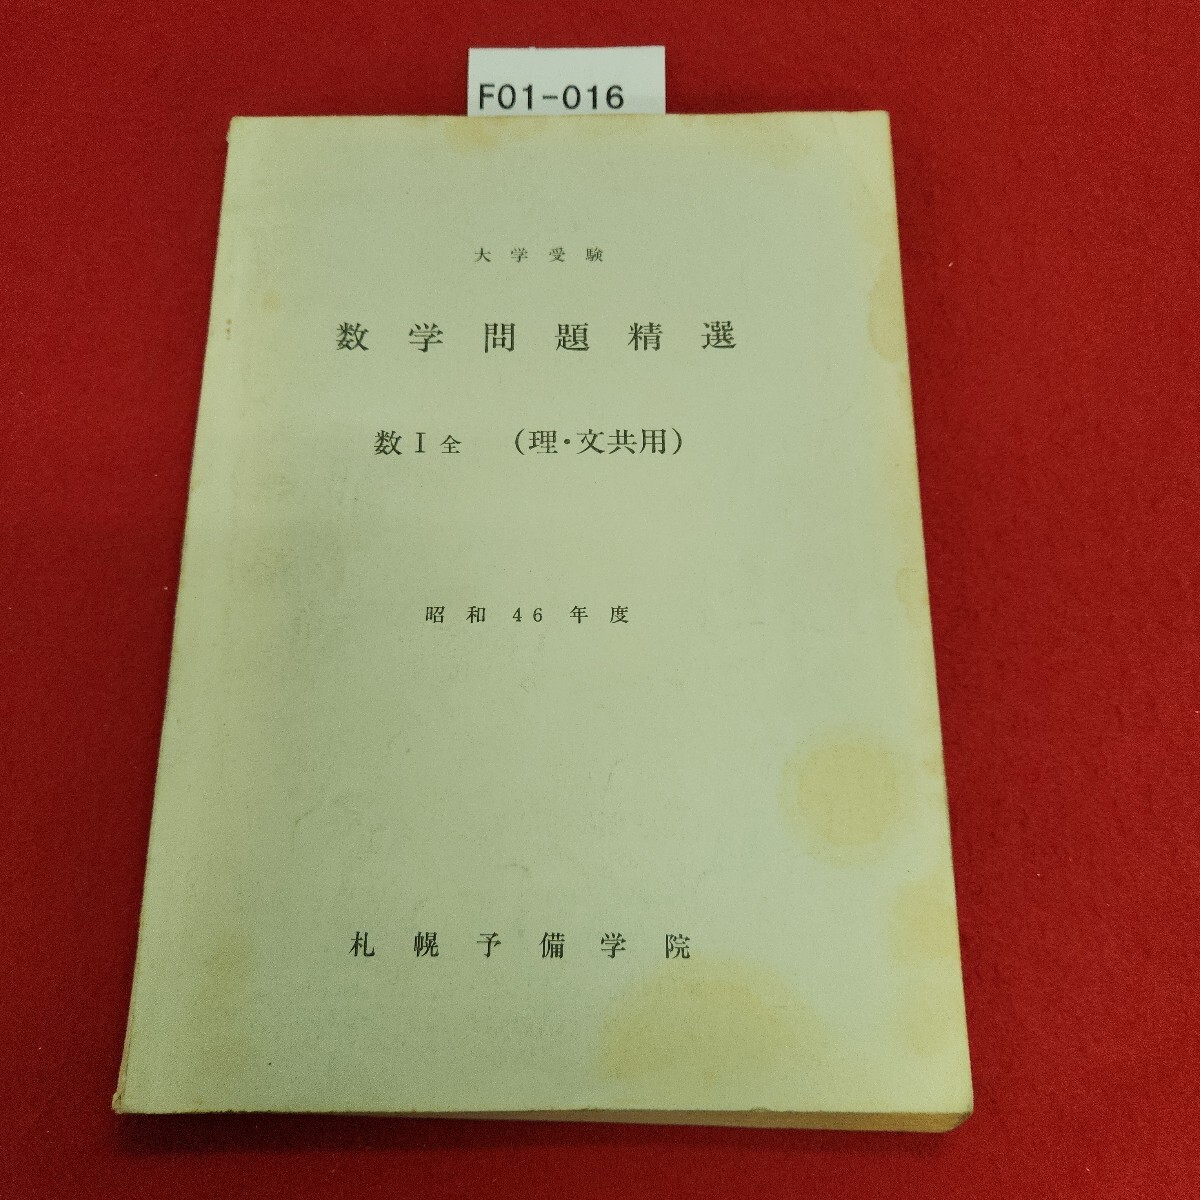 F01-016
大学受験
数学問題精選
数I全 (理・文共用)
昭和46年度
札幌予備学院